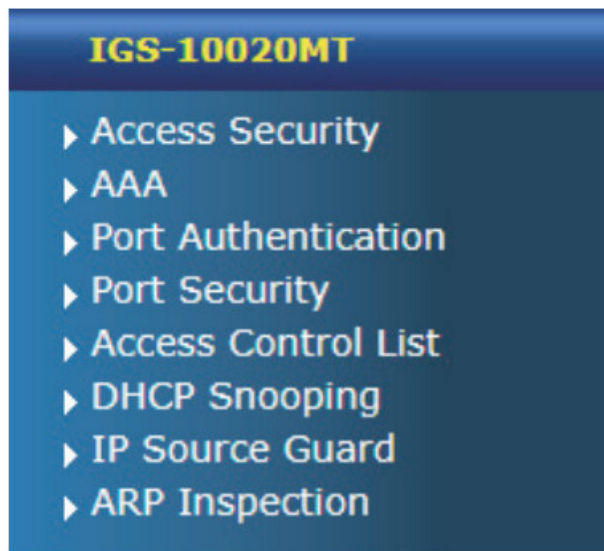 IGS-10020MT
Access Security
AAA
Port Authentication
Port Security
Access Control List
DHCP Snooping
IP Source Guard
ARP Inspection